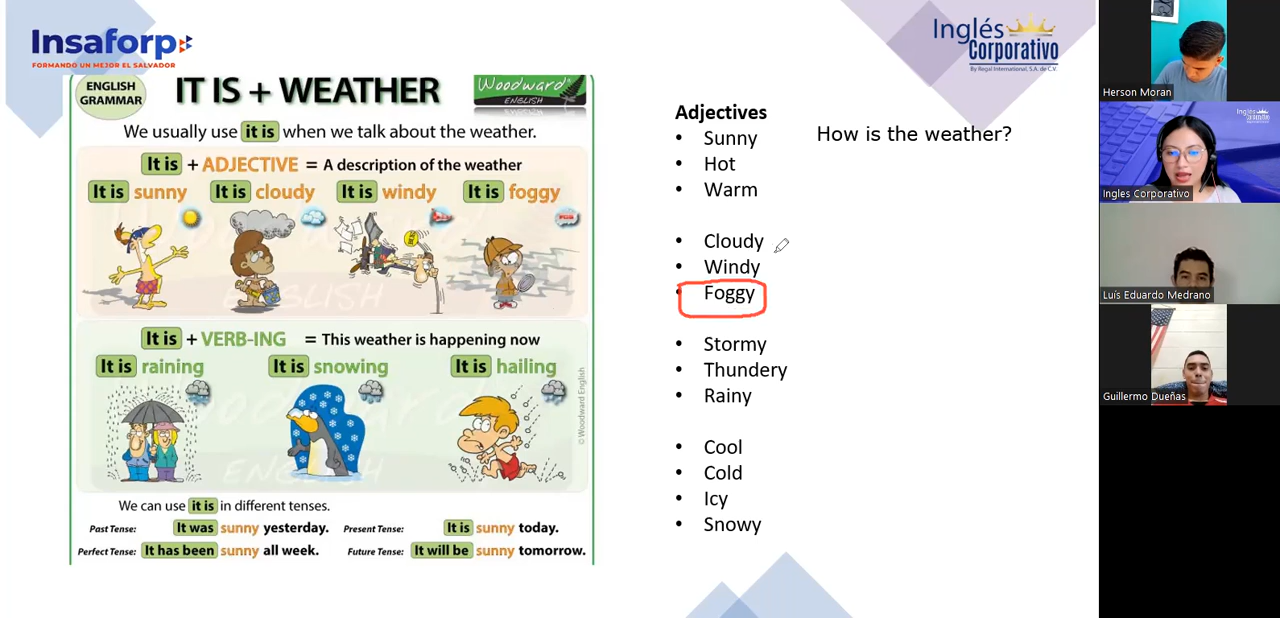 Insaforp
FORMANDO UN MEJOR EL SALVADOR
Inglés
Corporativo
By Regal International, S.A. de C.V.
ENGLISH
GRAMMAR
IT IS + WEATHER
Woodward
ENGLISH
We usually use it is when we talk about the weather.
It is + ADJECTIVE = A description of the weather
It is sunny
It is cloudy
It is windy
It is foggy
FOG
ENGLISH
It is + VERB-ING = This weather is happening now
It is raining
It is snowing
It is hailing
ENGLISH
© Woodward English
We can use it is in different tenses.
Past Tense: It was sunny yesterday.
Present Tense: It is sunny today.
Perfect Tense: It has been sunny all week.
Future Tense: It will be sunny tomorrow.
Adjectives
• Sunny
• Hot
• Warm
• Cloudy
• Windy
• Foggy
• Stormy
• Thundery
• Rainy
• Cool
• Cold
• Icy
• Snowy
How is the weather?
Herson Moran
Ingles Corporativo
Luís Eduardo Medrano
Guillermo Dueñas